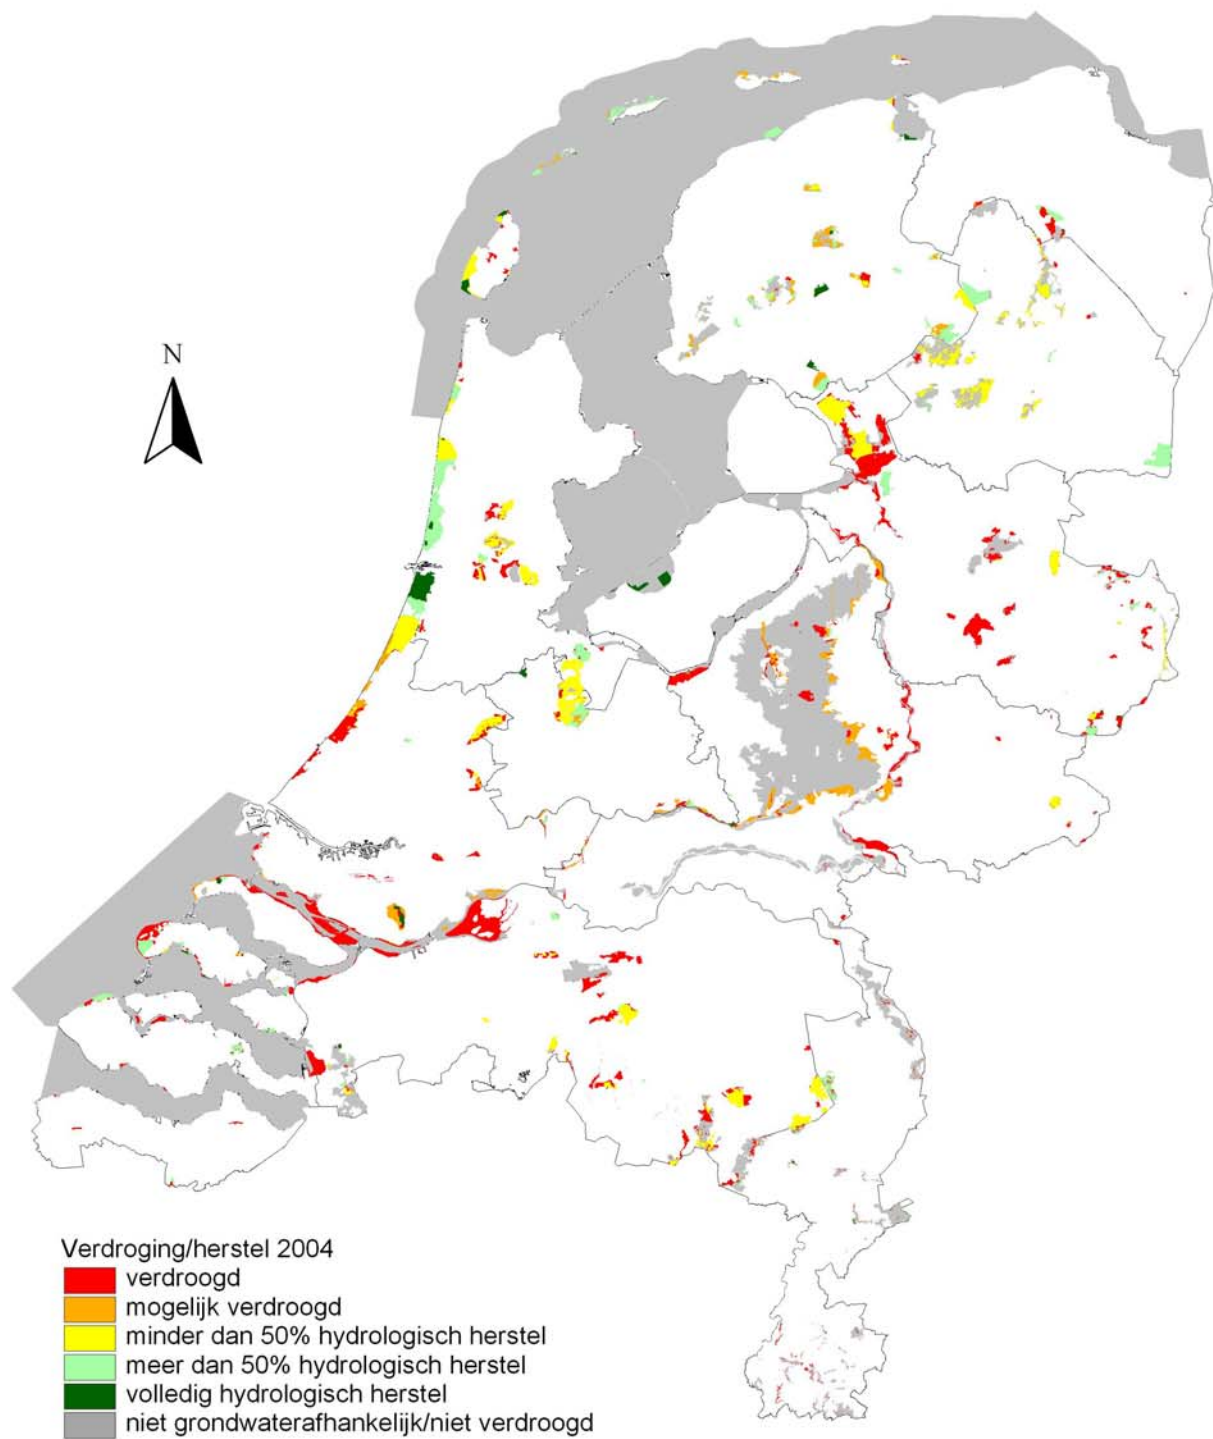 N
Verdroging/herstel 2004
verdroogd
mogelijk verdroogd
minder dan 50% hydrologisch herstel
meer dan 50% hydrologisch herstel
volledig hydrologisch herstel
niet grondwaterafhankelijk/niet verdroogd